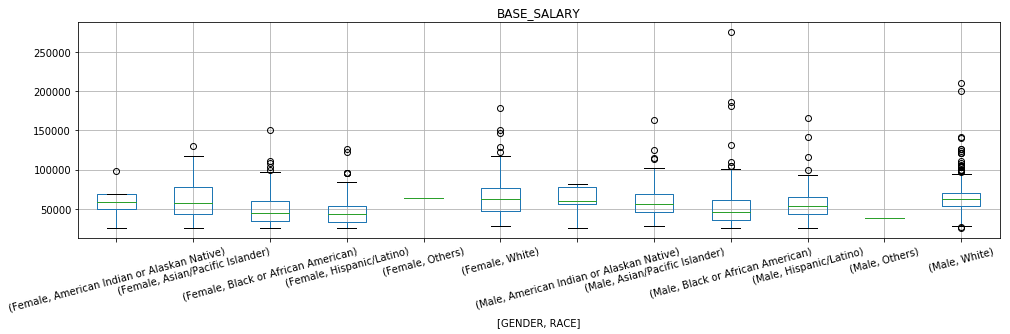 BASE_SALARY
250000
200000
150000
100000
50000
(Female, American Indian or Alaskan Native)
(Female, Asian/Pacific Islander)
(Female, Black or African American)
(Female, Hispanic/Latino)
(Female, Others)
(Female, White)
(Male, American Indian or Alaskan Native)
(Male, Asian/Pacific Islander)
(Male, Black or African American)
(Male, Hispanic/Latino)
(Male, Others)
(Male, White)
[GENDER, RACE]